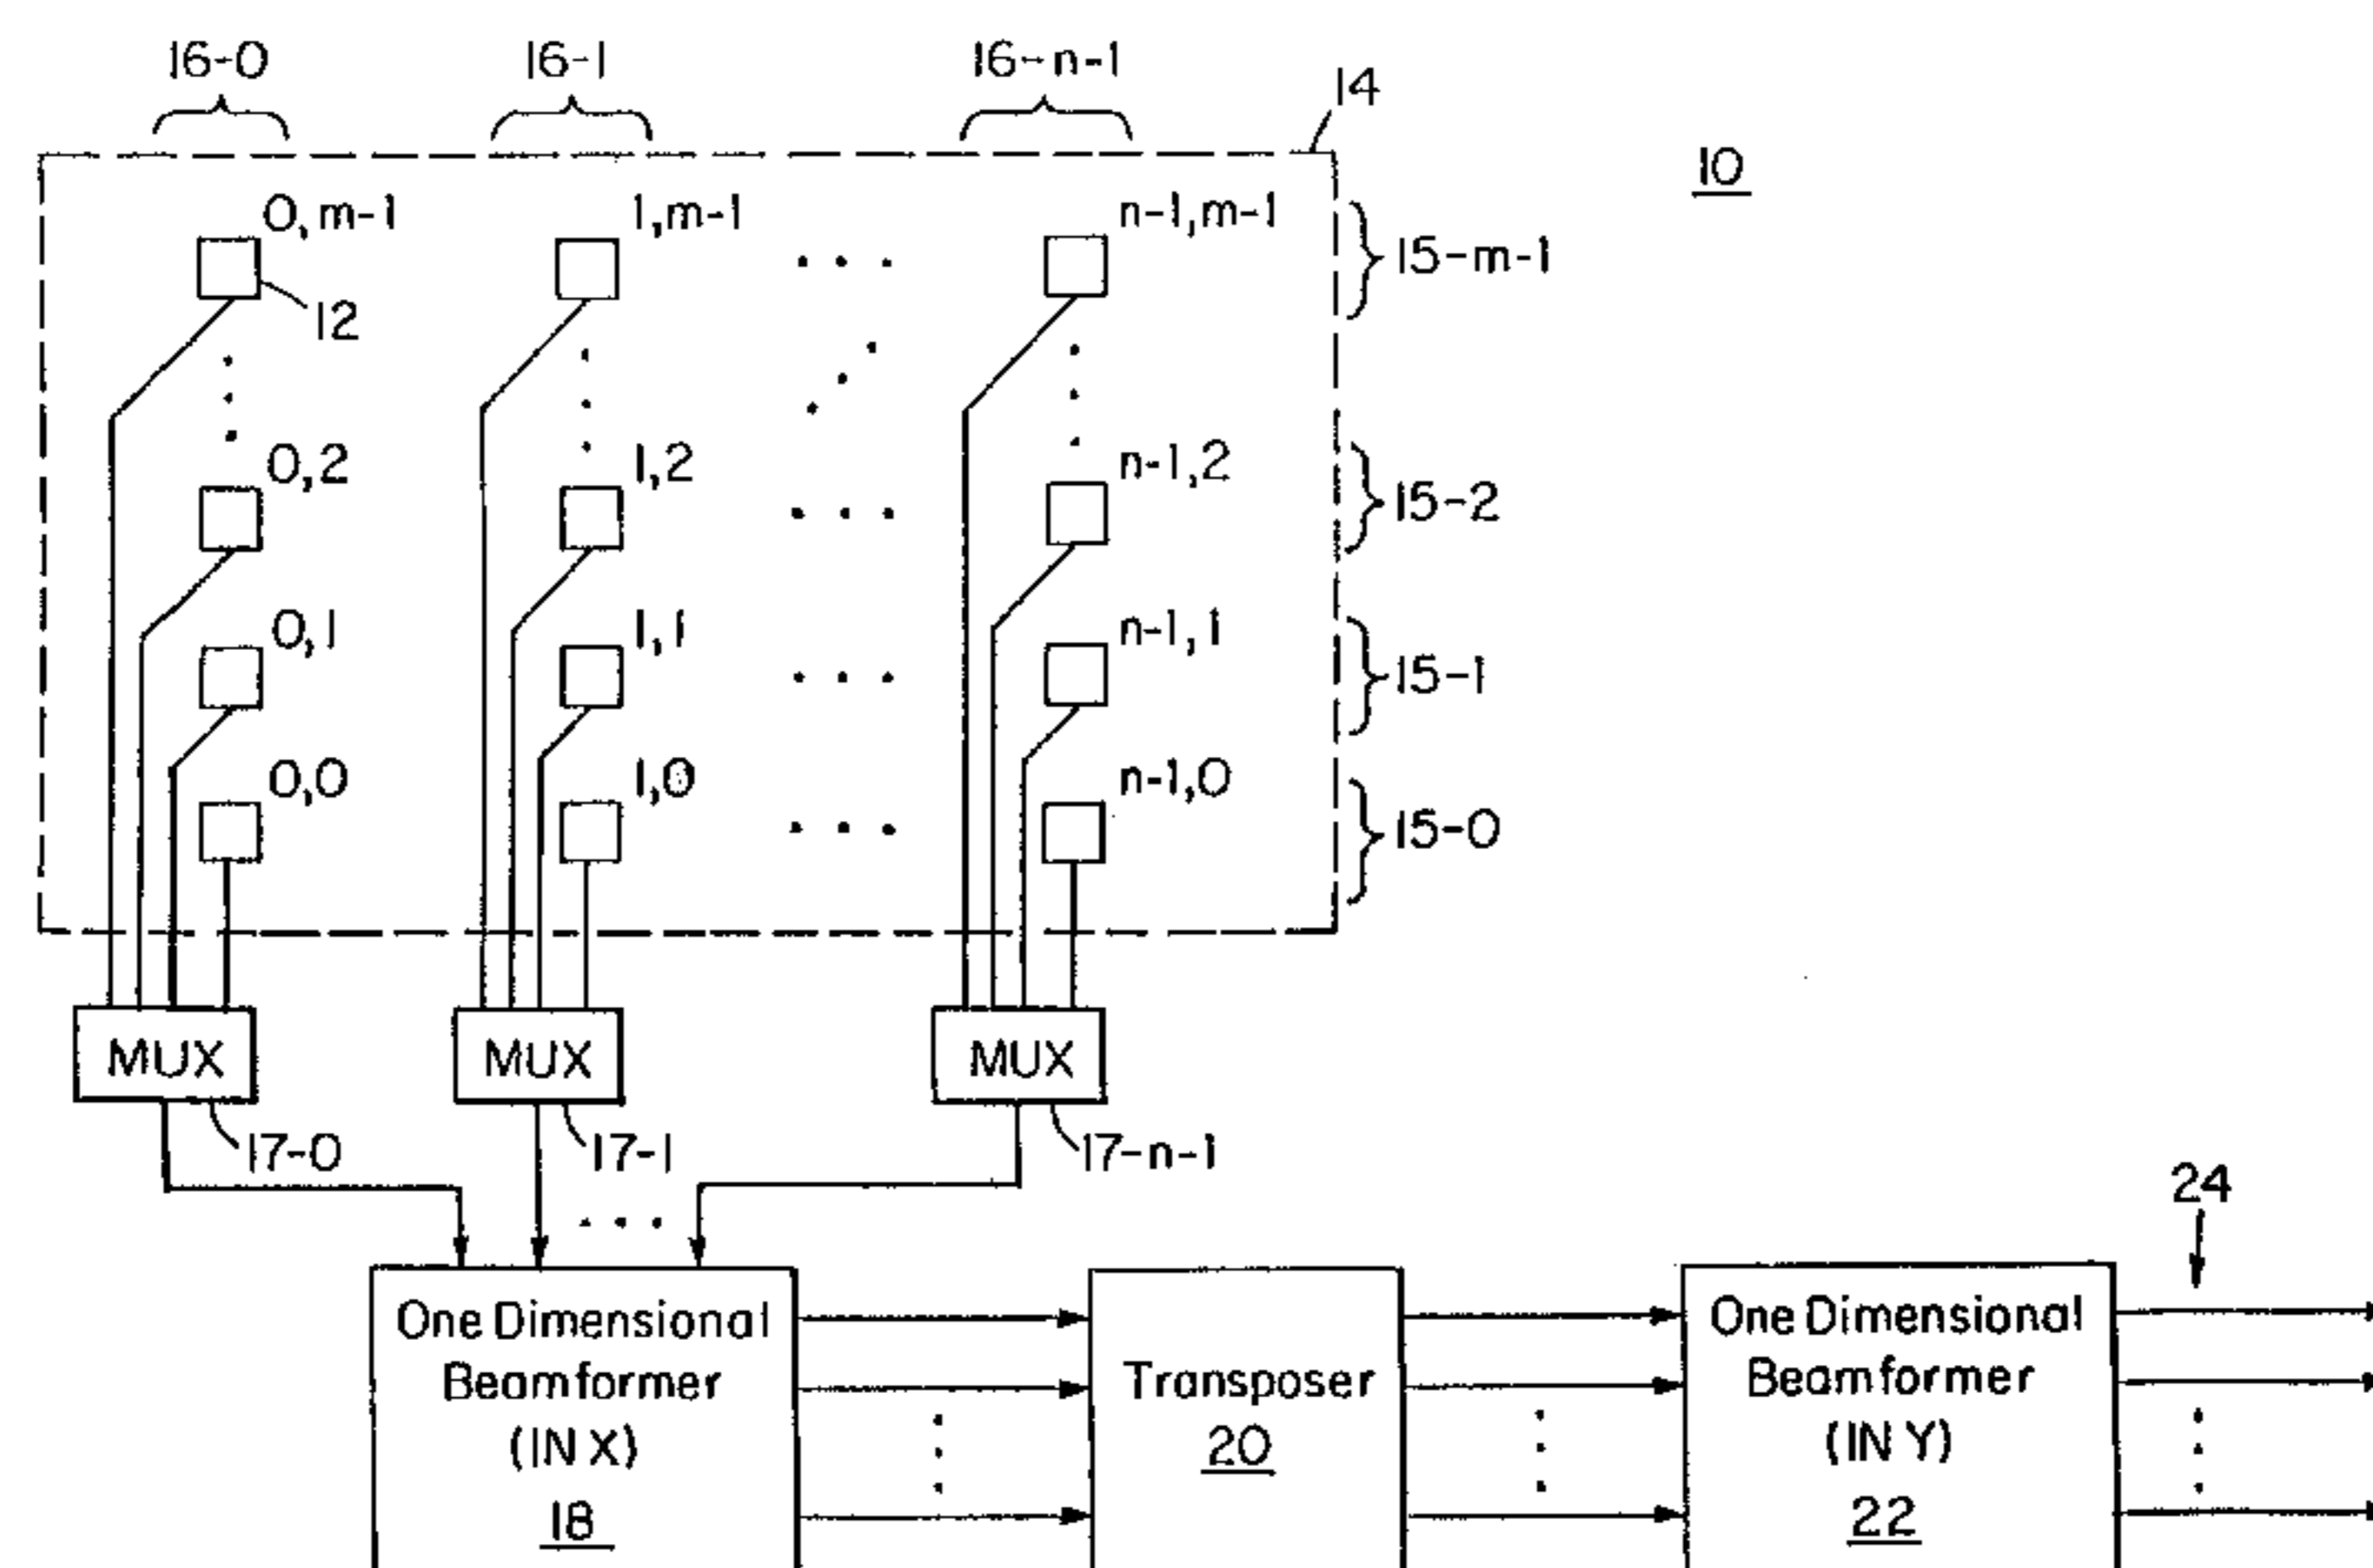 16-0 16-1 16-n-1
14
10
0,m-1 1,m-1 n-1,m-1
15-m-1
12
0,2 1,2 n-1,2
15-2
0,1 1,1 n-1,1
15-1
0,0 1,0 n-1,0
15-0
MUX MUX MUX
17-0 17-1 17-n-1
24
One Dimensional
Beamformer
(IN X)
18
Transposer
20
One Dimensional
Beamformer
(IN Y)
22